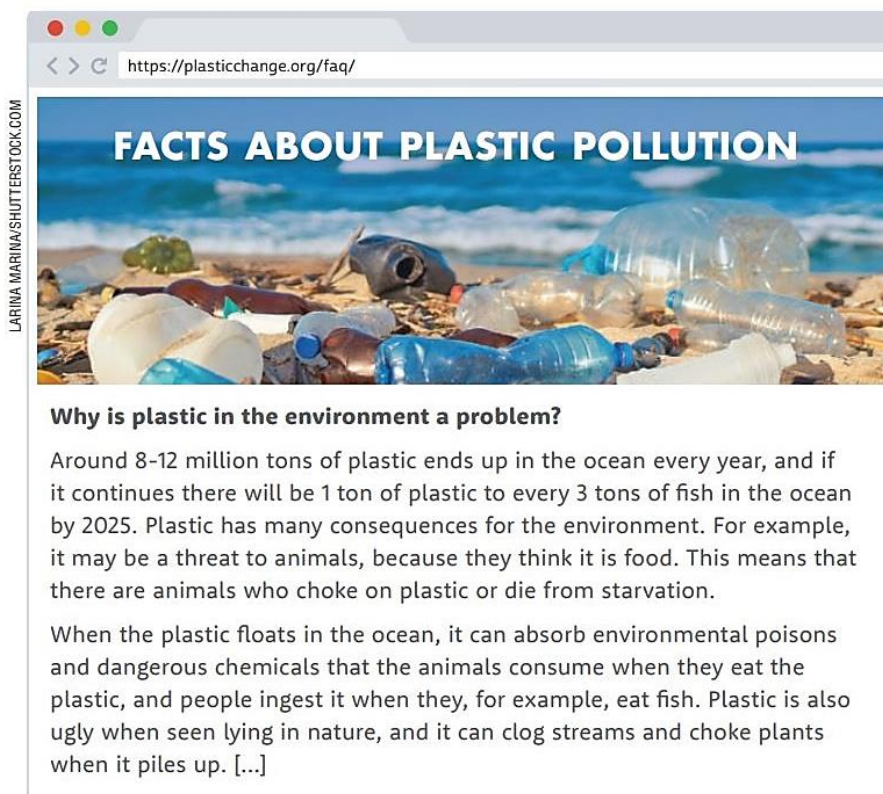 https://plasticchange.org/faq/
LARINA MARINA/SHUTTERSTOCK.COM
FACTS ABOUT PLASTIC POLLUTION
Why is plastic in the environment a problem?
Around 8-12 million tons of plastic ends up in the ocean every year, and if
it continues there will be 1 ton of plastic to every 3 tons of fish in the ocean
by 2025. Plastic has many consequences for the environment. For example,
it may be a threat to animals, because they think it is food. This means that
there are animals who choke on plastic or die from starvation.
When the plastic floats in the ocean, it can absorb environmental poisons
and dangerous chemicals that the animals consume when they eat the
plastic, and people ingest it when they, for example, eat fish. Plastic is also
ugly when seen lying in nature, and it can clog streams and choke plants
when it piles up. [...]